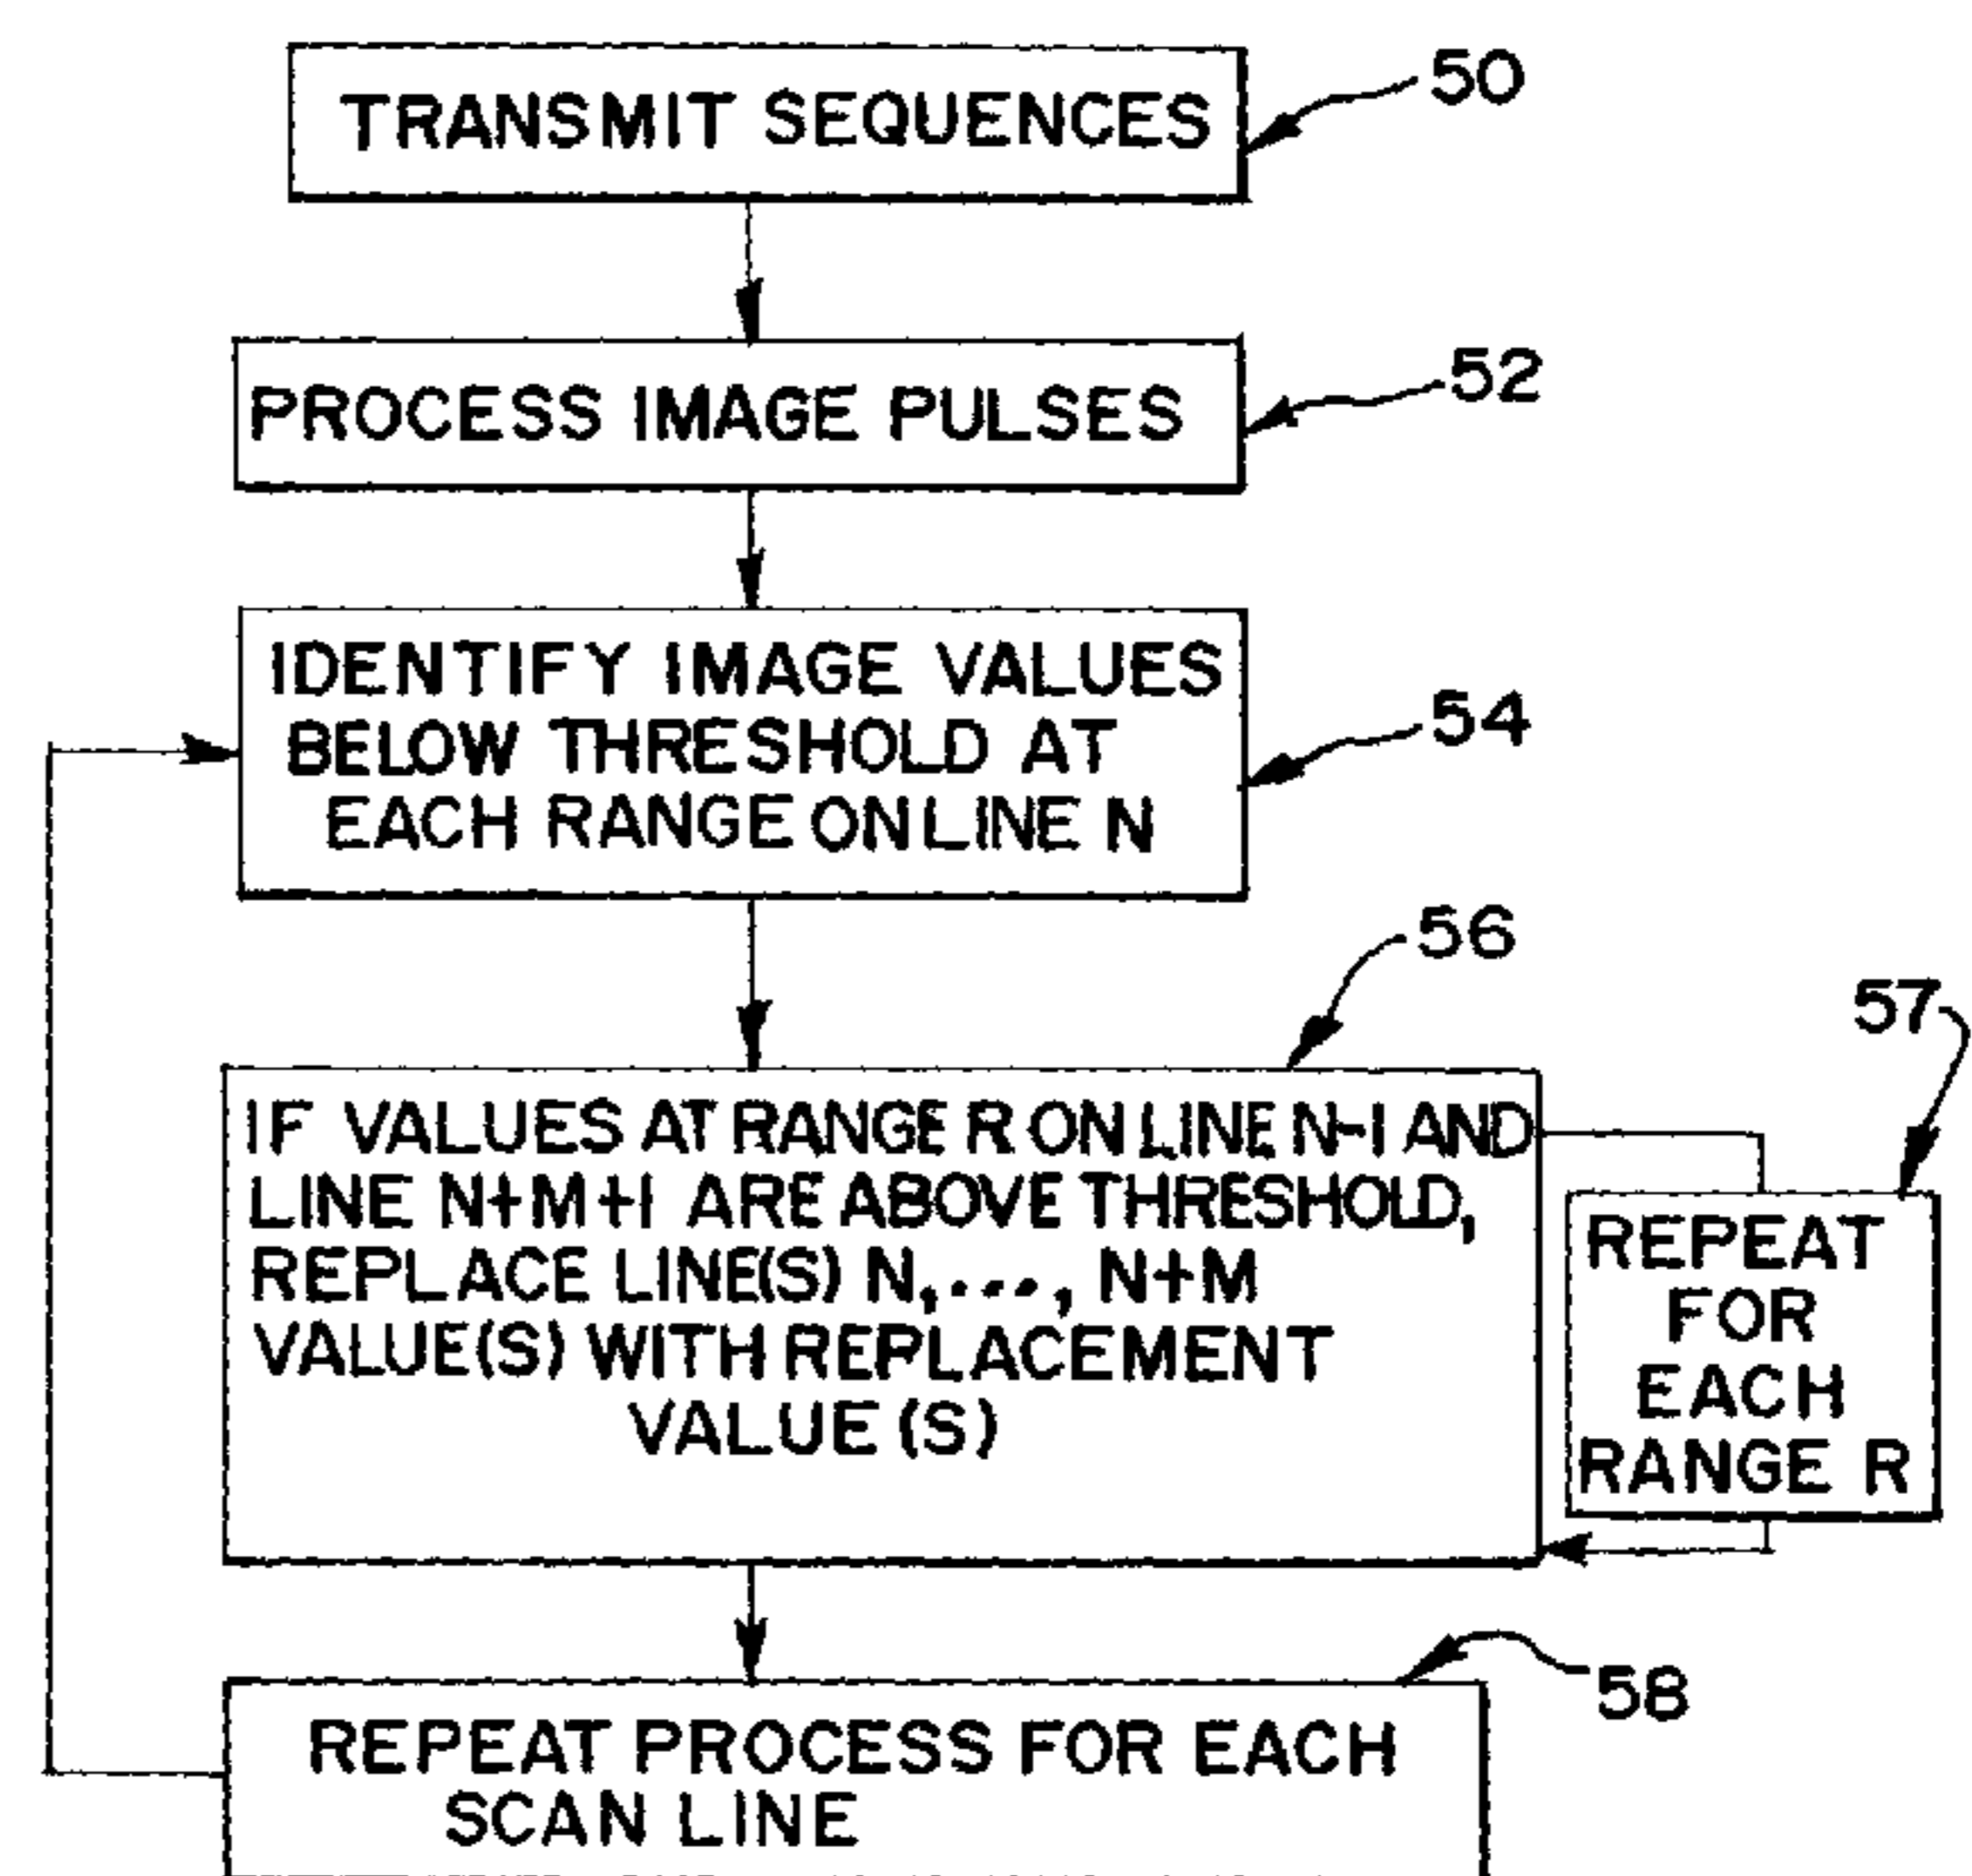 TRANSMIT SEQUENCES
50
PROCESS IMAGE PULSES
52
IDENTIFY IMAGE VALUES
BELOW THRESHOLD AT
EACH RANGE ON LINE N
54
56
57
IF VALUES AT RANGE R ON LINE N-1 AND
LINE N+M+1 ARE ABOVE THRESHOLD,
REPLACE LINE(S) N,..., N+M
VALUE(S) WITH REPLACEMENT
VALUE(S)
REPEAT
FOR
EACH
RANGE R
58
REPEAT PROCESS FOR EACH
SCAN LINE